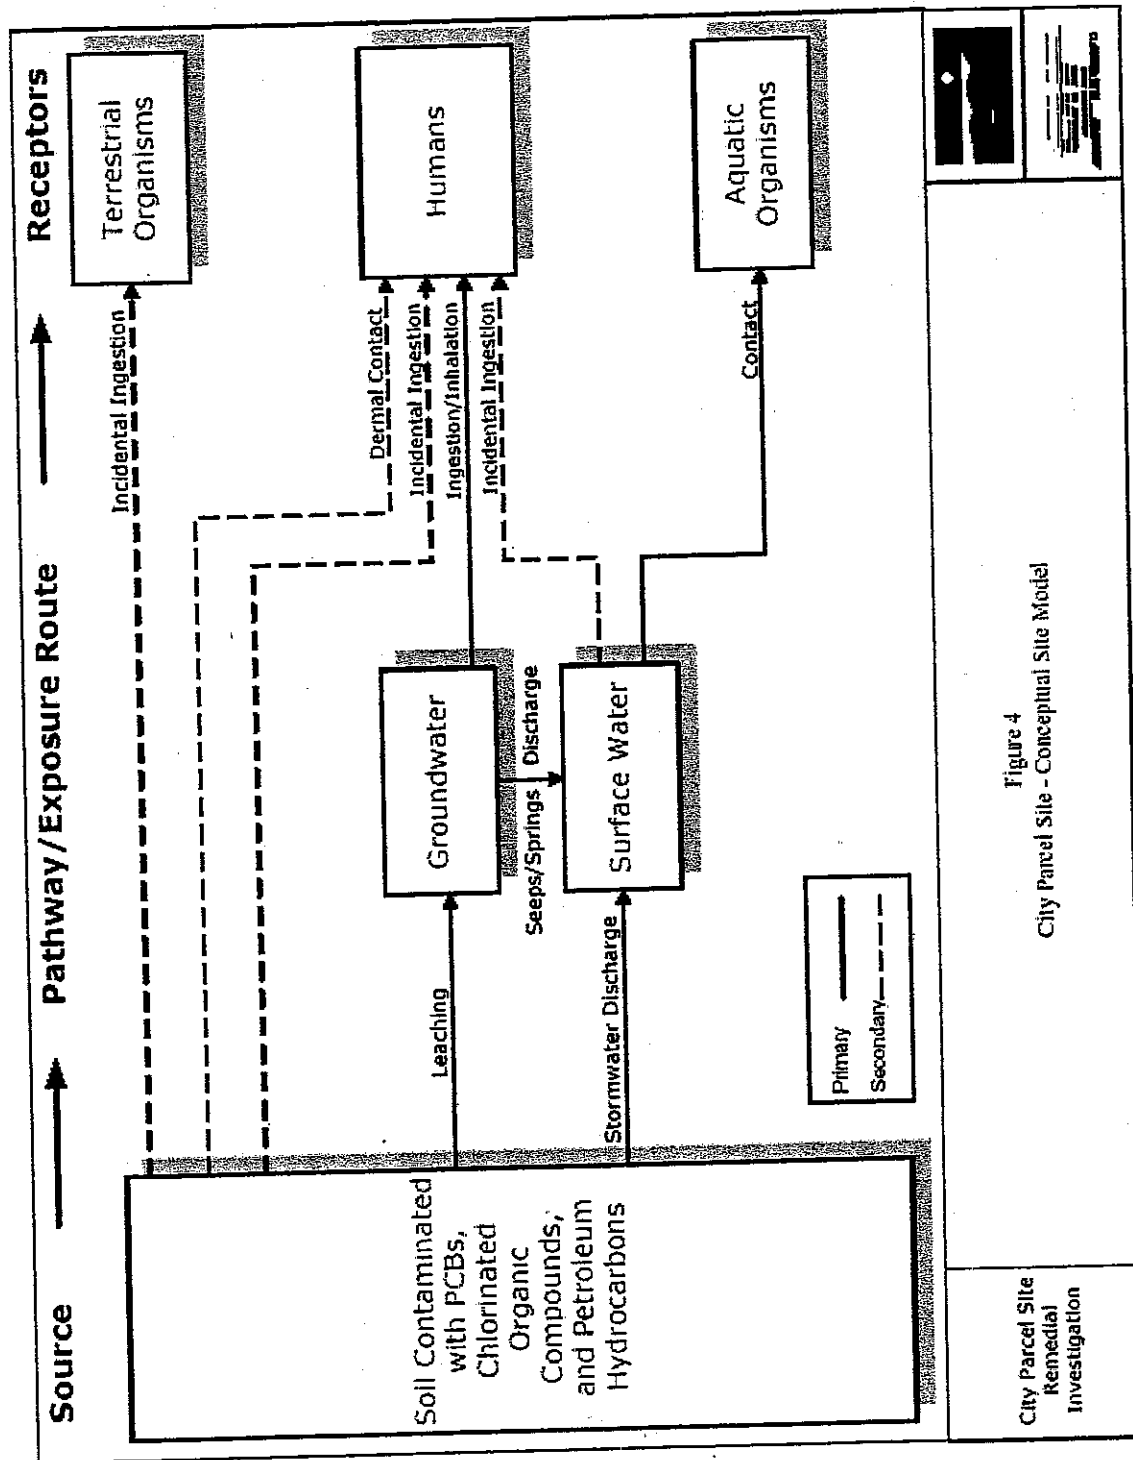 Source
Pathway/Exposure Route
Receptors
Soil Contaminated
with PCBs,
Chlorinated
Organic
Compounds,
and Petroleum
Hydrocarbons
Incidental Ingestion
Terrestrial
Organisms
Dermal Contact
Incidental Ingestion
Ingestion/Inhalation
Incidental Ingestion
Humans
Leaching
Groundwater
Seeps/Springs Discharge
Stormwater Discharge
Surface Water
Contact
Aquatic
Organisms
Primary
Secondary
City Parcel Site
Remedial
Investigation
Figure 4
City Parcel Site - Conceptual Site Model